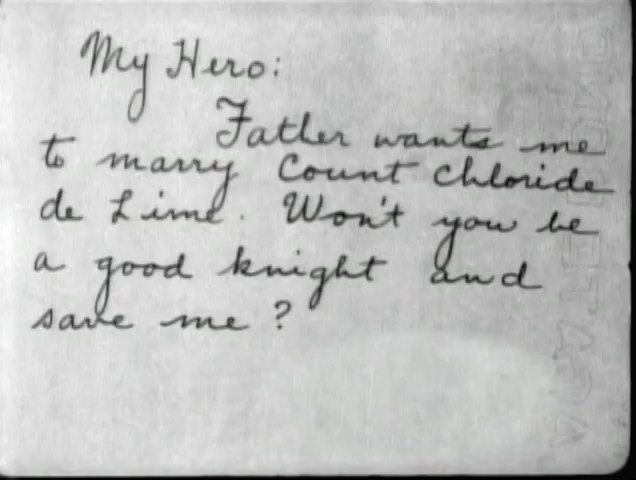 My Hero:
Father wants me
to marry Count Chloride
de Lime. Won't you be
a good knight and
save me?